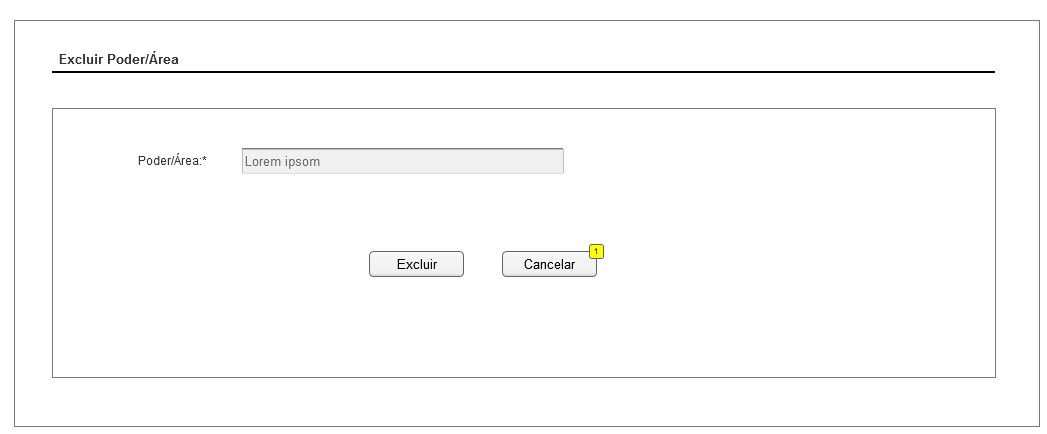 Excluir Poder/Área
Poder/Área:* Lorem ipsom
Excluir Cancelar 1